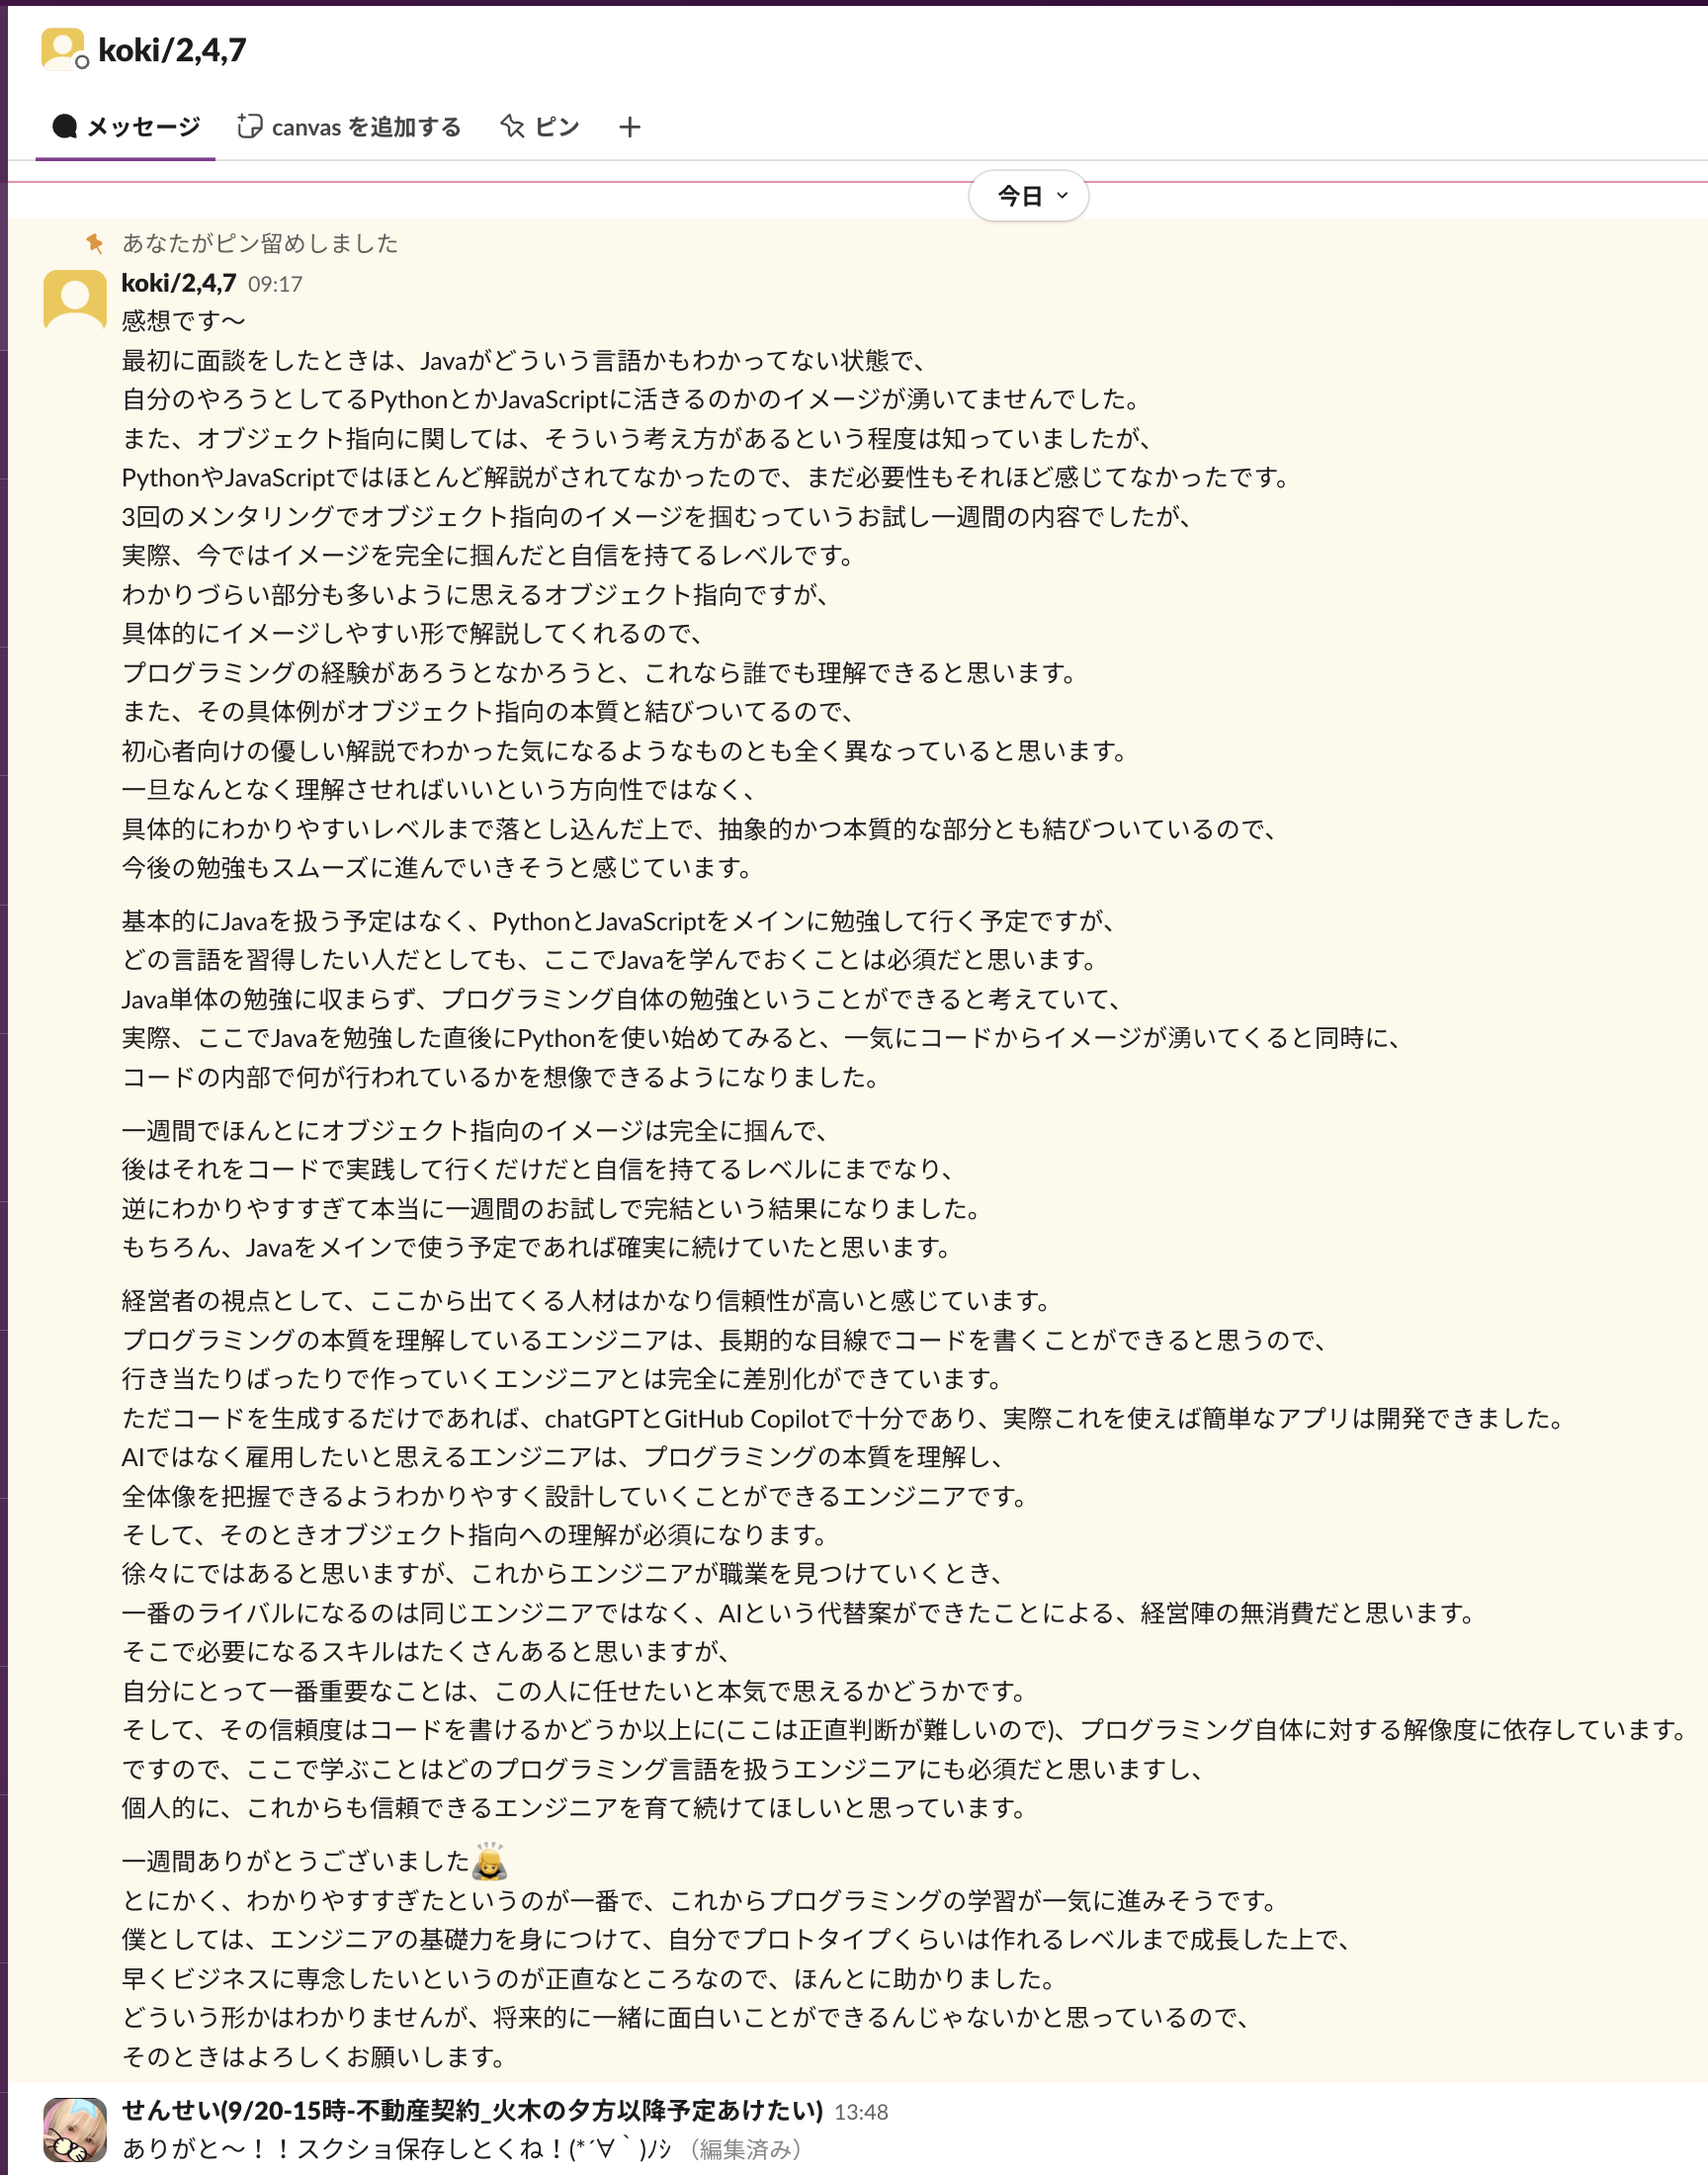 koki/2,4,7
メッセージ canvas を追加する ピン
今日
あなたがピン留めしました
koki/2,4,7 09:17
感想です〜
最初に面談をしたときは、Javaがどういう言語かもわかってない状態で、
自分のやろうとしてるPythonとかJavaScriptに活きるのかのイメージが湧いてませんでした。
また、オブジェクト指向に関しては、そういう考え方があるという程度は知っていましたが、
PythonやJavaScriptではほとんど解説がされてなかったので、まだ必要性もそれほど感じてなかったです。
3回のメンタリングでオブジェクト指向のイメージを掴むっていうお試し一週間の内容でしたが、
実際、今ではイメージを完全に掴んだと自信を持てるレベルです。
わかりづらい部分も多いように思えるオブジェクト指向ですが、
具体的にイメージしやすい形で解説してくれるので、
プログラミングの経験があろうとなかろうと、これなら誰でも理解できると思います。
また、その具体例がオブジェクト指向の本質と結びついてるので、
初心者向けの優しい解説でわかった気になるようなものとも全く異なっていると思います。
一旦なんとなく理解させればいいという方向性ではなく、
具体的にわかりやすいレベルまで落とし込んだ上で、抽象的かつ本質的な部分とも結びついているので、
今後の勉強もスムーズに進んでいきそうと感じています。
基本的にJavaを扱う予定はなく、PythonとJavaScriptをメインに勉強して行く予定ですが、
どの言語を習得したい人だとしても、ここでJavaを学んでおくことは必須だと思います。
Java単体の勉強に収まらず、プログラミング自体の勉強ということができると考えていて、
実際、ここでJavaを勉強した直後にPythonを使い始めてみると、一気にコードからイメージが湧いてくると同時に、
コードの内部で何が行われているかを想像できるようになりました。
一週間でほんとにオブジェクト指向のイメージは完全に掴んで、
後はそれをコードで実践して行くだけだと自信を持てるレベルにまでなり、
逆にわかりやすすぎて本当に一週間のお試しで完結という結果になりました。
もちろん、Javaをメインで使う予定であれば確実に続けていたと思います。
経営者の視点として、ここから出てくる人材はかなり信頼性が高いと感じています。
プログラミングの本質を理解しているエンジニアは、長期的な目線でコードを書くことができると思うので、
行き当たりばったりで作っていくエンジニアとは完全に差別化ができています。
ただコードを生成するだけであれば、chatGPTとGitHub Copilotで十分であり、実際これを使えば簡単なアプリは開発できました。
AIではなく雇用したいと思えるエンジニアは、プログラミングの本質を理解し、
全体像を把握できるようわかりやすく設計していくことができるエンジニアです。
そして、そのときオブジェクト指向への理解が必須になります。
徐々にではあると思いますが、これからエンジニアが職業を見つけていくとき、
一番のライバルになるのは同じエンジニアではなく、AIという代替案ができたことによる、経営陣の無消費だと思います。
そこで必要になるスキルはたくさんあると思いますが、
自分にとって一番重要なことは、この人に任せたいと本気で思えるかどうかです。
そして、その信頼度はコードを書けるかどうか以上に(ここは正直判断が難しいので)、プログラミング自体に対する解像度に依存しています。
ですので、ここで学ぶことはどのプログラミング言語を扱うエンジニアにも必須だと思いますし、
個人的に、これからも信頼できるエンジニアを育て続けてほしいと思っています。
一週間ありがとうございました🙇
とにかく、わかりやすすぎたというのが一番で、これからプログラミングの学習が一気に進みそうです。
僕としては、エンジニアの基礎力を身につけて、自分でプロトタイプくらいは作れるレベルまで成長した上で、
早くビジネスに専念したいというのが正直なところなので、ほんとに助かりました。
どういう形かはわかりませんが、将来的に一緒に面白いことができるんじゃないかと思っているので、
そのときはよろしくお願いします。
せんせい(9/20-15時-不動産契約_火木の夕方以降予定あけたい) 13:48
ありがと〜！！スクショ保存しとくね！(*´∀｀)ﾉｼ （編集済み）